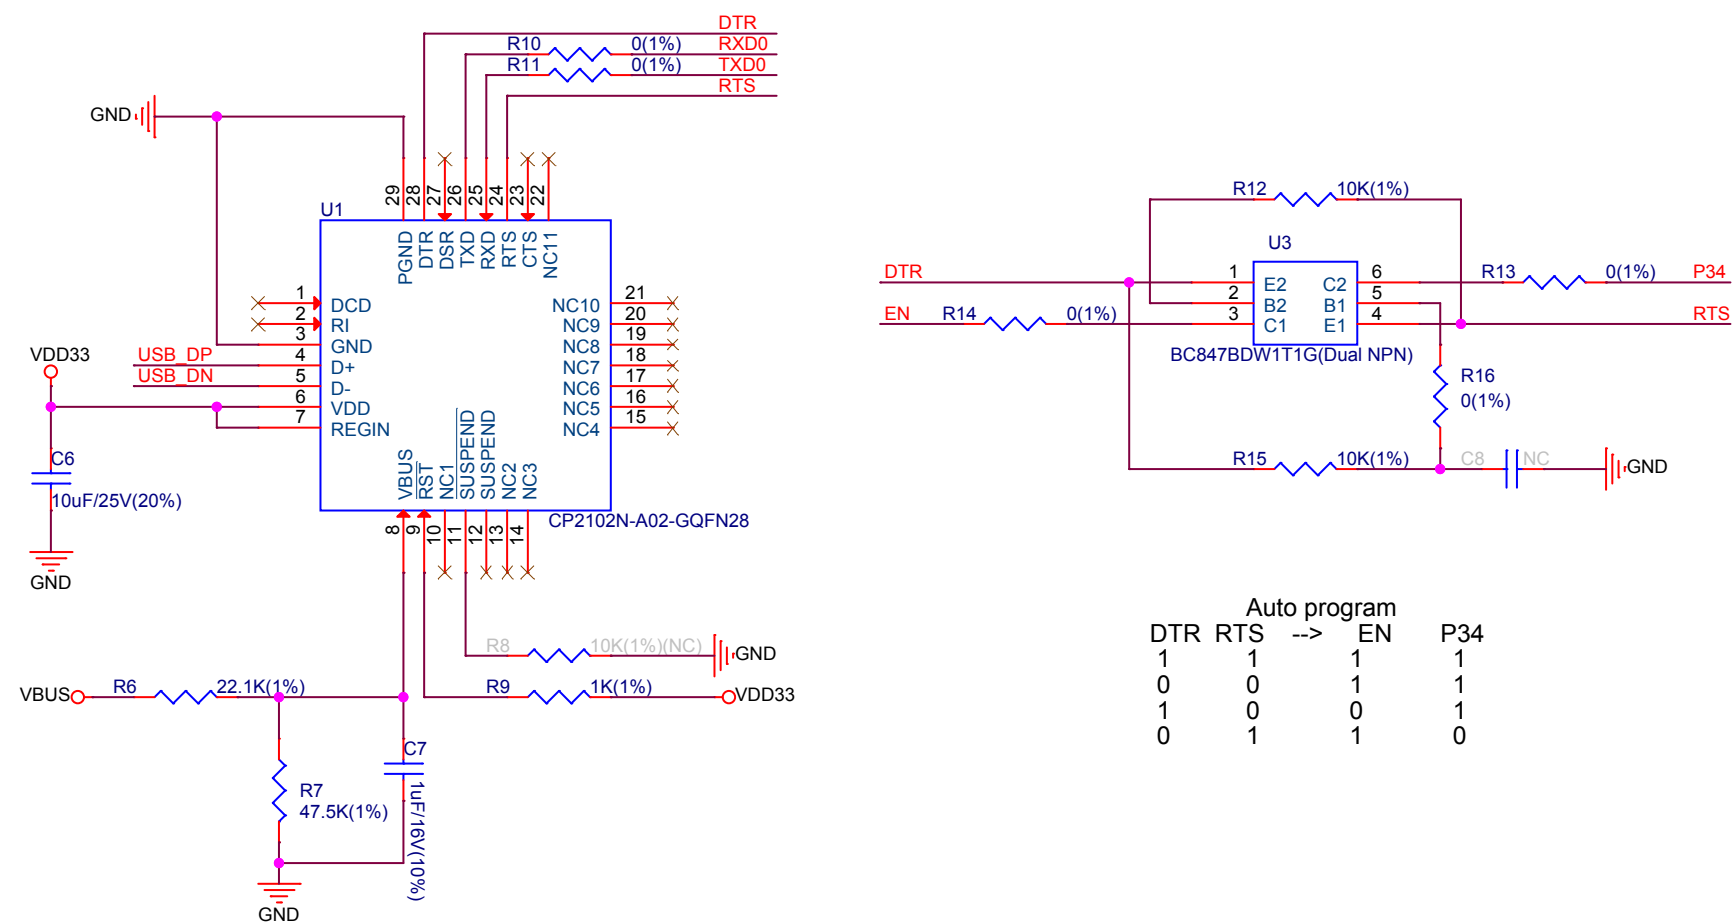 DTR
R10 0(1%) RXD0
R11 0(1%) TXD0
RTS
GND
29 28 27 26 25 24 23 22
U1
PGND DTR DSR TXD RXD RTS CTS NC11
1 DCD
2 RI
3 GND
USB_DP 4 D+
USB_DN 5 D-
6 VDD
7 REGIN
21 NC10
20 NC9
19 NC8
18 NC7
17 NC6
16 NC5
15 NC4
VDD33
C6
10uF/25V(20%)
GND
VBUS RST NC1 SUSPEND SUSPEND NC2 NC3
8 9 10 11 12 13 14
CP2102N-A02-GQFN28
R8 10K(1%)(NC) GND
VBUS R6 22.1K(1%)
R9 1K(1%) VDD33
C7
1uF/16V(10%)
R7
47.5K(1%)
GND
R12 10K(1%)
U3
DTR 1 E2 C2 6 R13 0(1%) P34
2 B2 B1 5
EN R14 0(1%) 3 C1 E1 4 RTS
BC847BDW1T1G(Dual NPN)
R16
0(1%)
R15 10K(1%) C8 NC GND
Auto program
DTR RTS --> EN P34
1 1 1 1
0 0 1 1
1 0 0 1
0 1 1 0